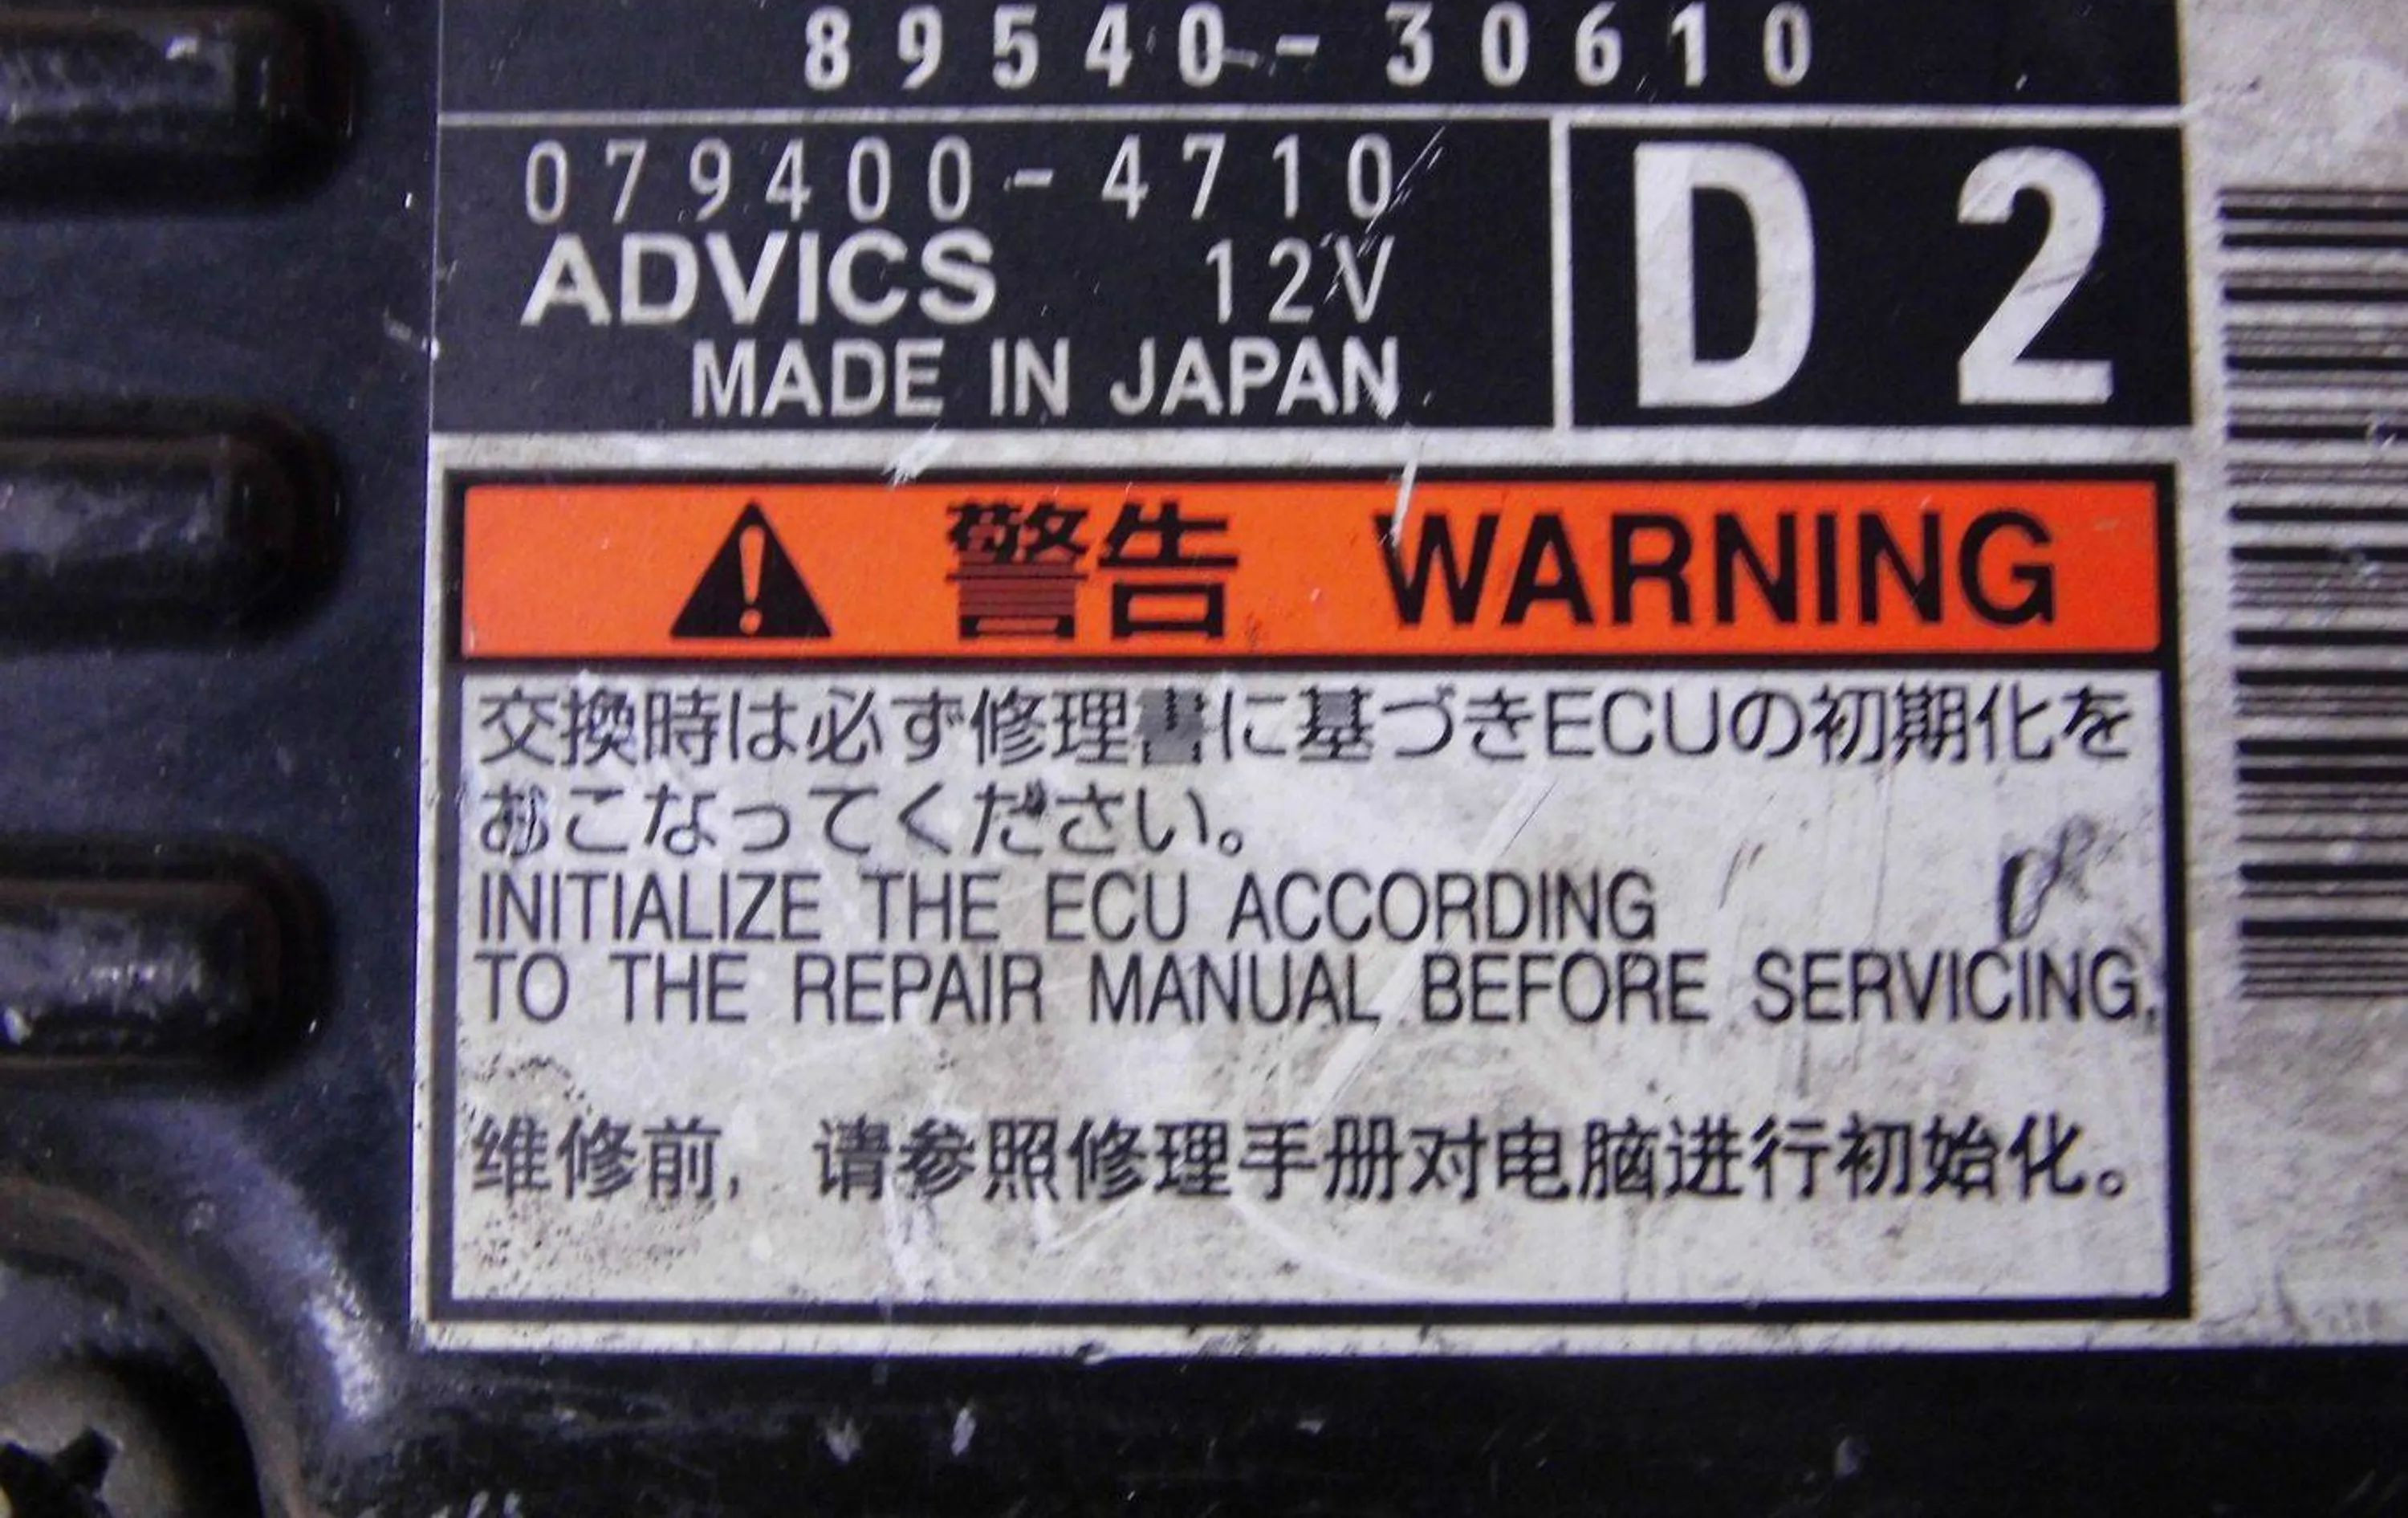 89540-30610
079400-4710
ADVICS 12V
MADE IN JAPAN
D2
警告 WARNING
交換時は必ず修理書に基づきECUの初期化を
おこなってください。
INITIALIZE THE ECU ACCORDING
TO THE REPAIR MANUAL BEFORE SERVICING.
维修前, 请参照修理手册对电脑进行初始化。